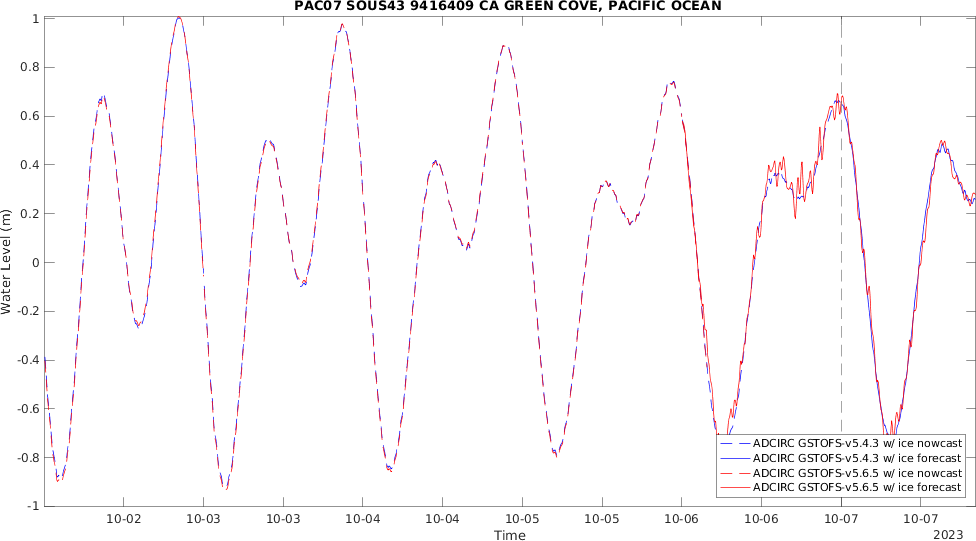 PAC07 SOUS43 9416409 CA GREEN COVE, PACIFIC OCEAN
1
0.8
0.6
0.4
0.2
0
-0.2
-0.4
-0.6
-0.8
-1
Water Level (m)
ADCIRC GSTOFS-v5.4.3 w/ ice nowcast
ADCIRC GSTOFS-v5.4.3 w/ ice forecast
ADCIRC GSTOFS-v5.6.5 w/ ice nowcast
ADCIRC GSTOFS-v5.6.5 w/ ice forecast
10-02 10-03 10-03 10-04 10-04 10-05 10-05 10-06 10-06 10-07 10-07
Time
2023